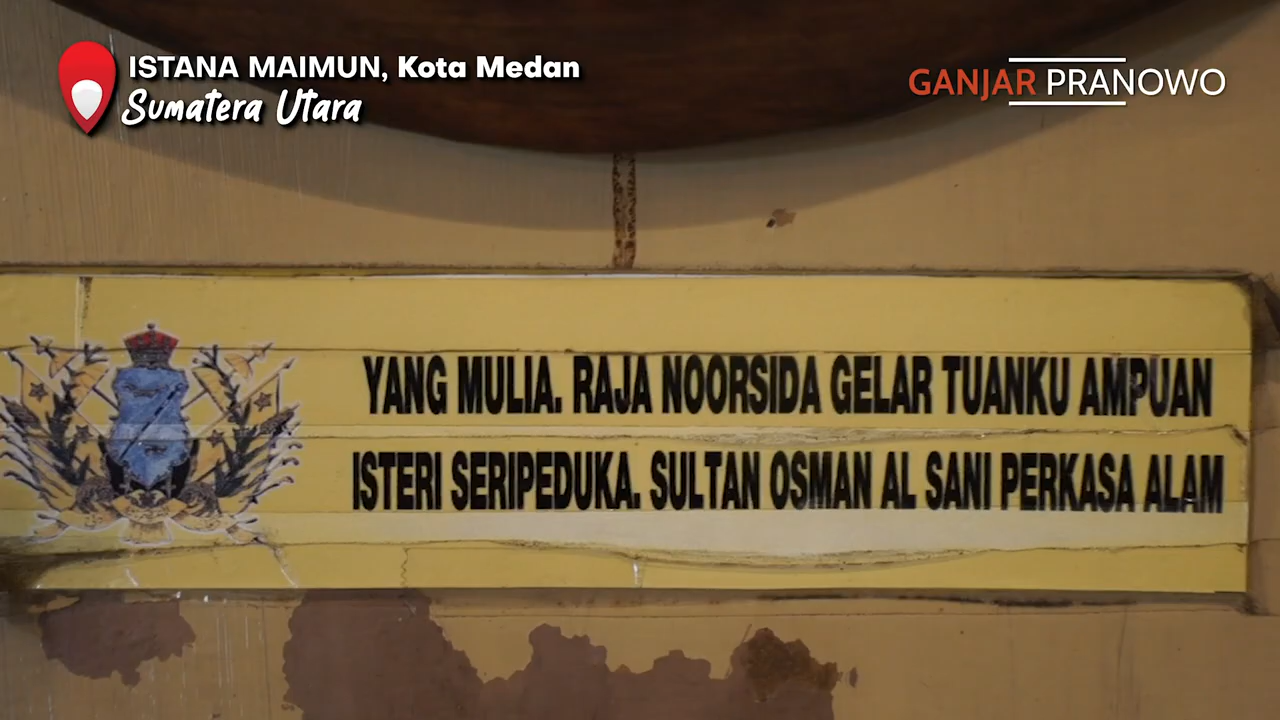 ISTANA MAIMUN, Kota Medan
Sumatera Utara
GANJAR PRANOWO
YANG MULIA. RAJA NOORSIDA GELAR TUANKU AMPUAN
ISTERI SERIPEDUKA. SULTAN OSMAN AL SANI PERKASA ALAM